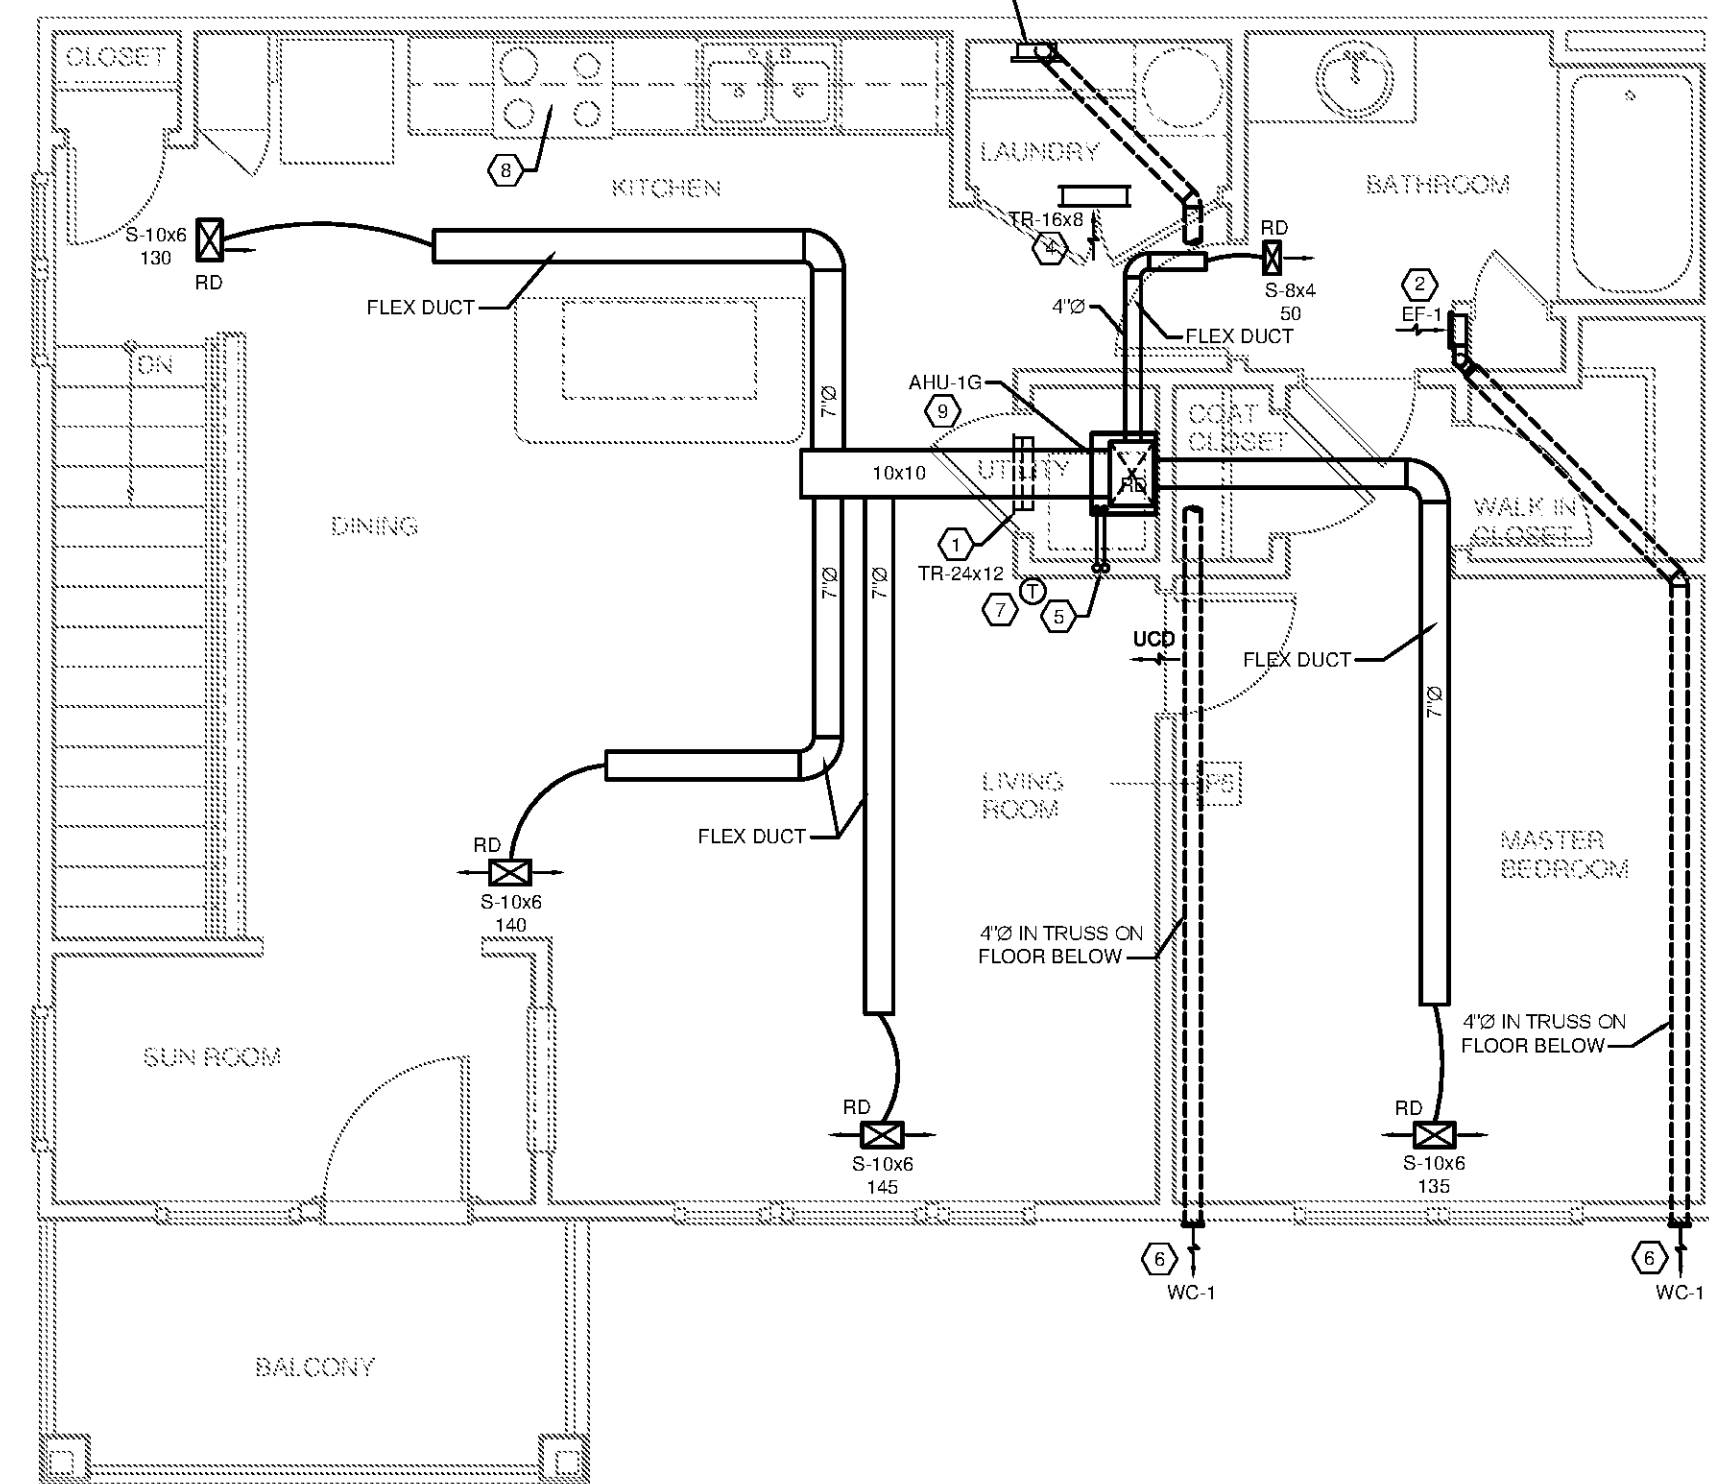 CLOSET
8
KITCHEN
LAUNDRY
BATHROOM
S-10x6
130
RD
FLEX DUCT
TR-16x8
4
RD
S-8x4
50
4"Ø
FLEX DUCT
2
EF-1
DN
7"Ø
AHU-1G
9
COAT
CLOSET
10x10
UTILITY
RD
DINING
WALK IN
CLOSET
1
TR-24x12
7"Ø
7"Ø
7
T
5
UCD
FLEX DUCT
7"Ø
LIVING
ROOM
P5
FLEX DUCT
RD
S-10x6
140
MASTER
BEDROOM
4"Ø IN TRUSS ON
FLOOR BELOW
4"Ø IN TRUSS ON
FLOOR BELOW
SUN ROOM
RD
S-10x6
145
RD
S-10x6
135
6
WC-1
6
WC-1
BALCONY